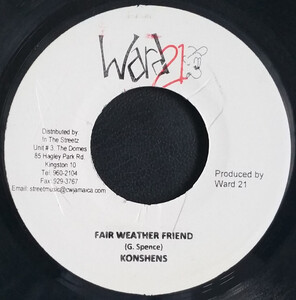 Ward 21
Distributed by
In The Streetz
Unit # 3. The Domes
85 Hagley Park Rd
Kingston 10
Tel: 960-2104
Fax: 929-3767
Email: streetmusic@cwjamaica.com
Produced by
Ward 21
FAIR WEATHER FRIEND
(G. Spence)
KONSHENS